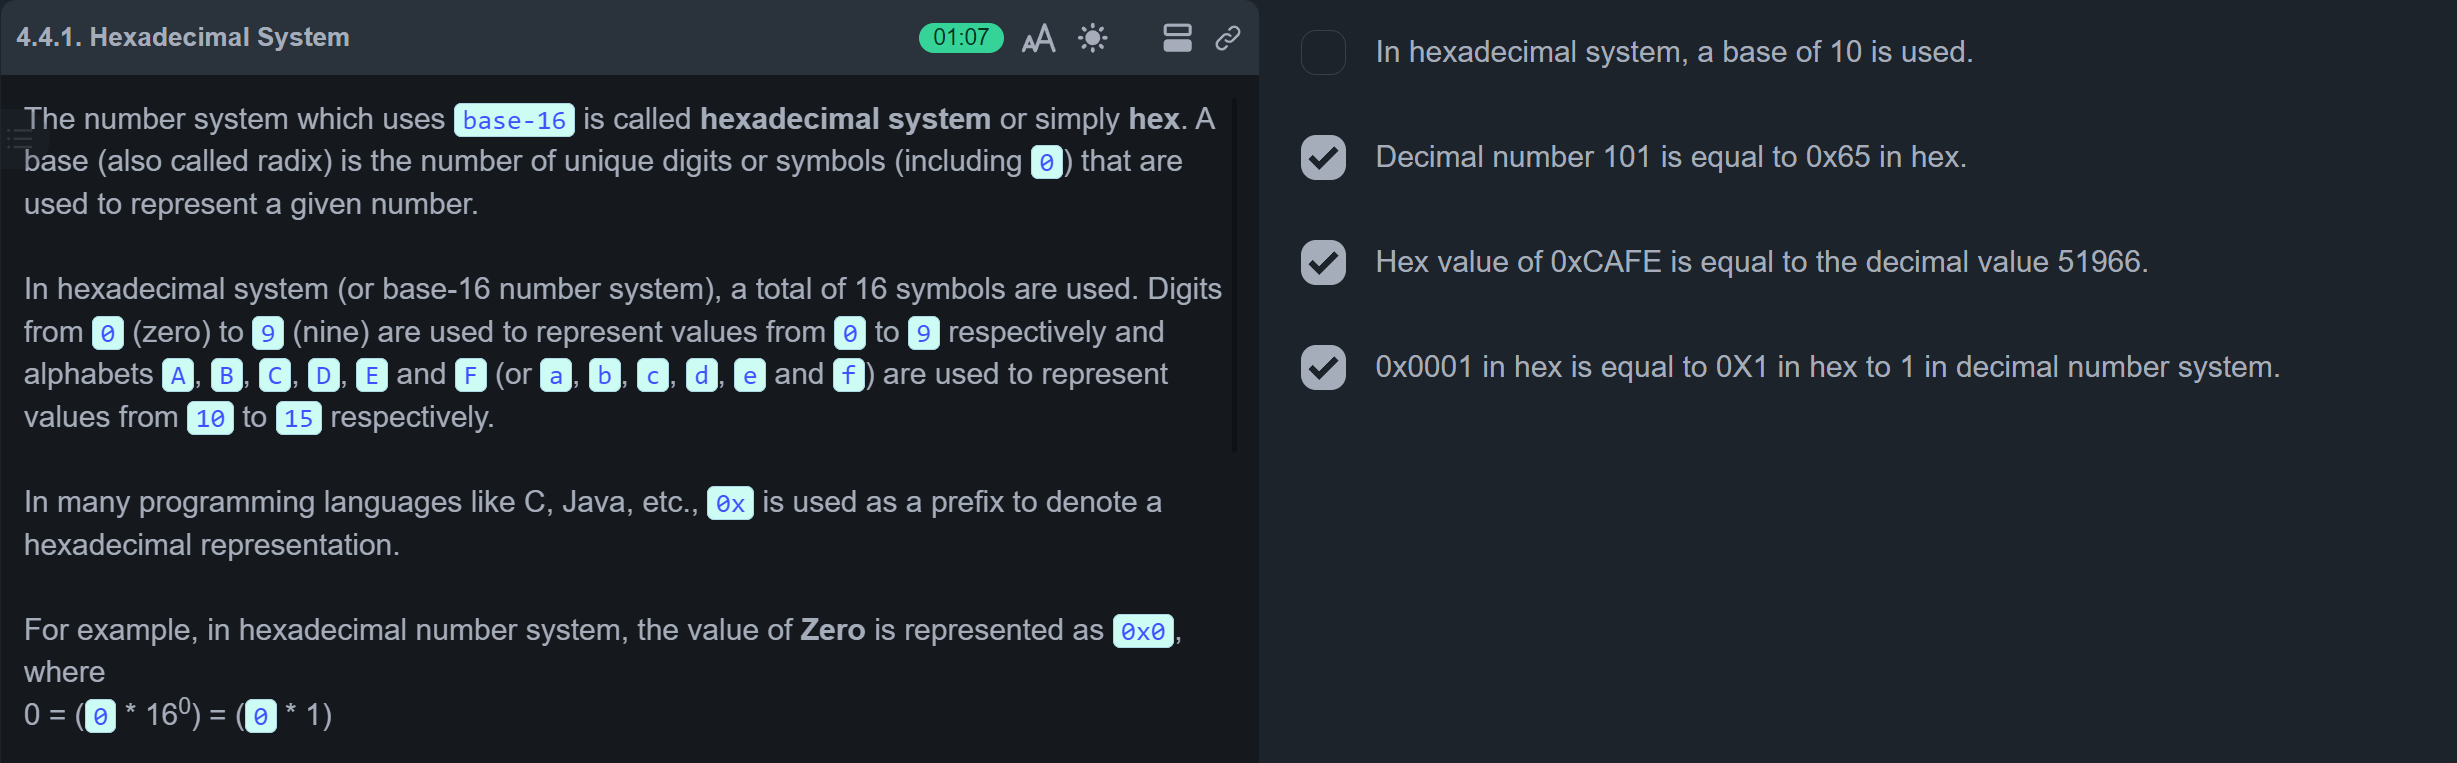 4.4.1. Hexadecimal System
01:07
The number system which uses base-16 is called hexadecimal system or simply hex. A
base (also called radix) is the number of unique digits or symbols (including 0) that are
used to represent a given number.
In hexadecimal system (or base-16 number system), a total of 16 symbols are used. Digits
from 0 (zero) to 9 (nine) are used to represent values from 0 to 9 respectively and
alphabets A, B, C, D, E and F (or a, b, c, d, e and f) are used to represent
values from 10 to 15 respectively.
In many programming languages like C, Java, etc., 0x is used as a prefix to denote a
hexadecimal representation.
For example, in hexadecimal number system, the value of Zero is represented as 0x0,
where
0 = (0 * 16⁰) = (0 * 1)
In hexadecimal system, a base of 10 is used.
Decimal number 101 is equal to 0x65 in hex.
Hex value of 0xCAFE is equal to the decimal value 51966.
0x0001 in hex is equal to 0X1 in hex to 1 in decimal number system.